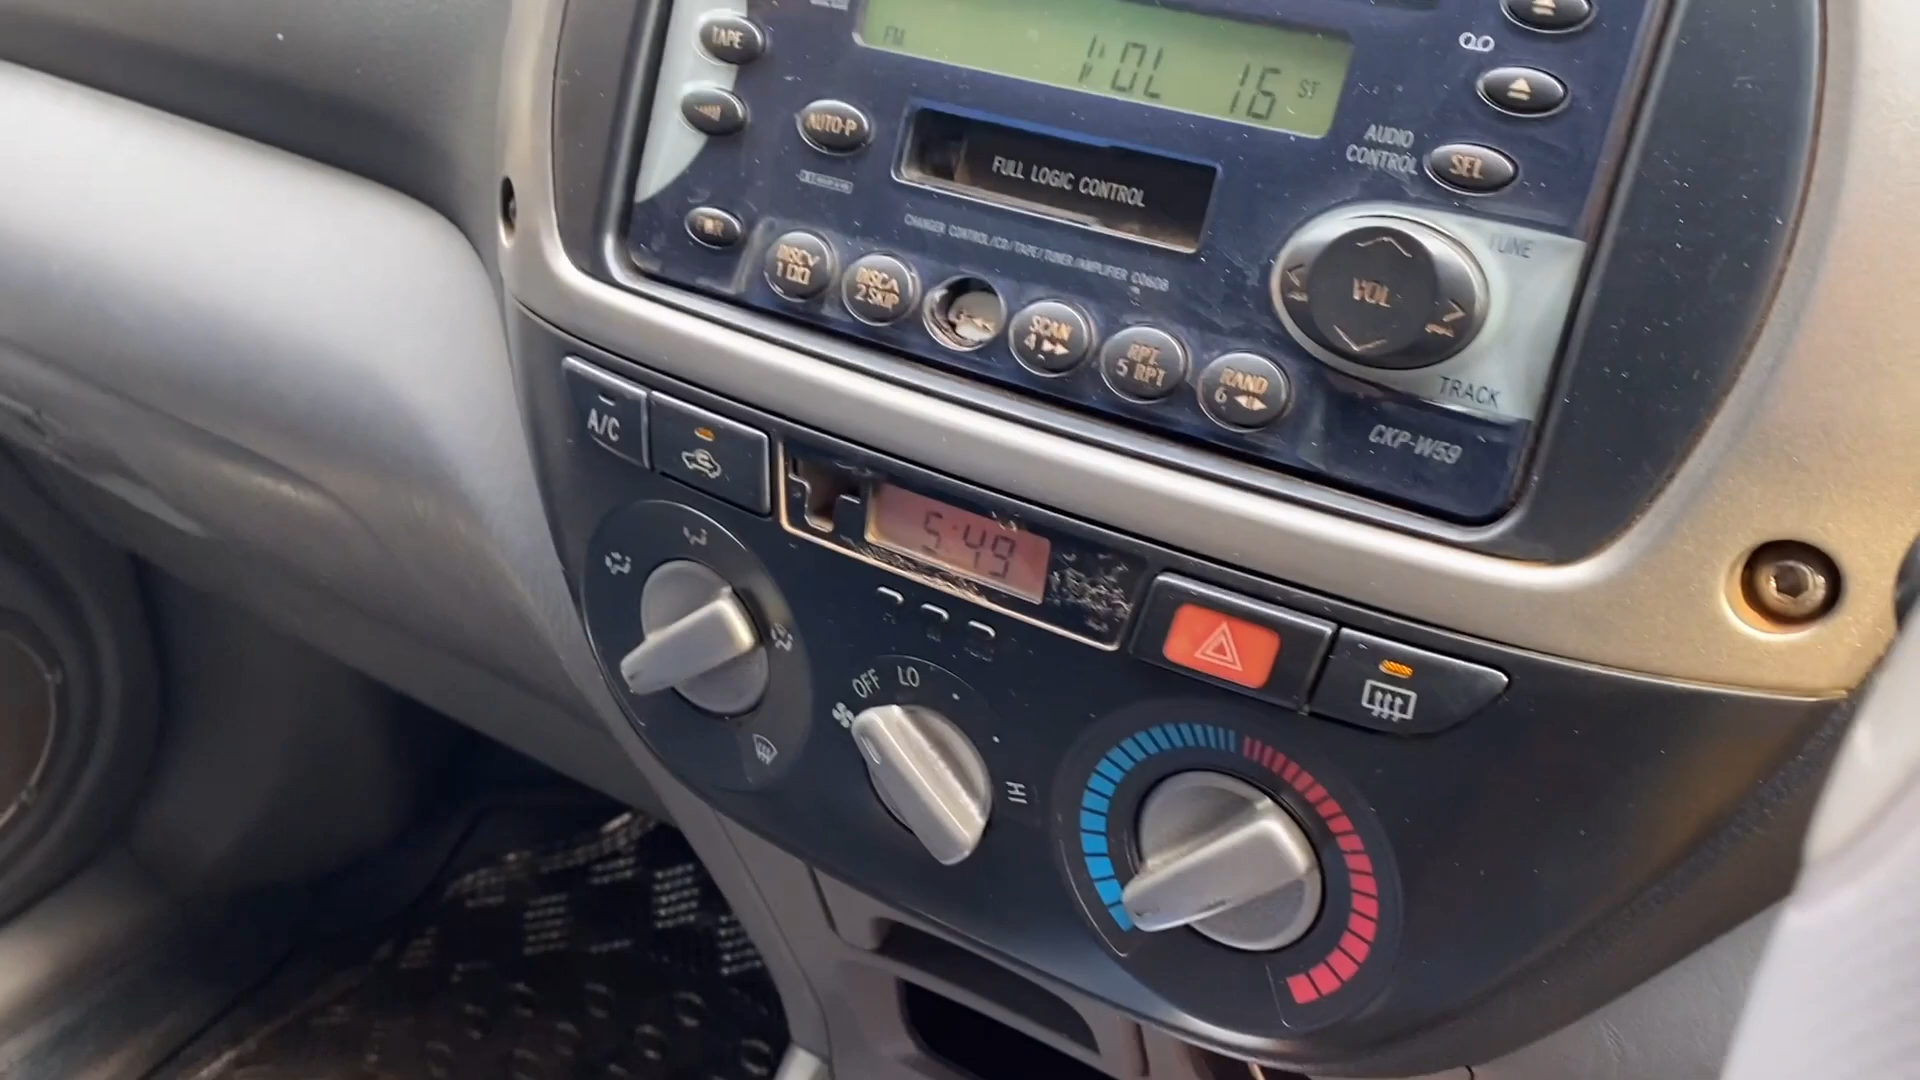 TAPE
FM
VOL 16 ST
AUTO-P
AUDIO
CONTROL
SEL
FULL LOGIC CONTROL
CHANGER CONTROL/CD/TAPE/TUNER/AMPLIFIER
PWR
DISC∨
1
DISC∧
2 SKIP
SCAN
4
RPT
5 RPT
RAND
6
VOL
TUNE
TRACK
CKP-W59
A/C
5:49
OFF LO
HI